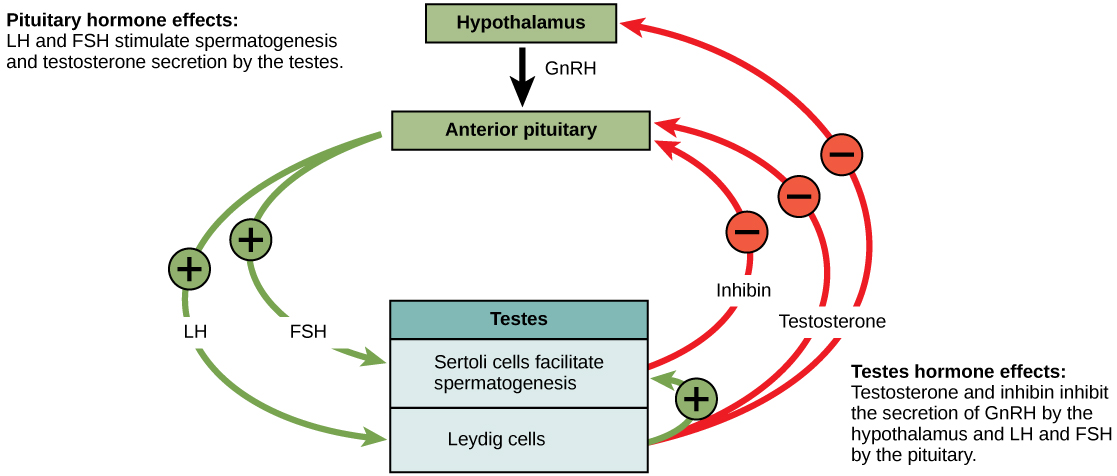 Pituitary hormone effects:
LH and FSH stimulate spermatogenesis
and testosterone secretion by the testes.
Hypothalamus
GnRH
Anterior pituitary
Inhibin
LH
FSH
Testes
Testosterone
Sertoli cells facilitate
spermatogenesis
Leydig cells
Testes hormone effects:
Testosterone and inhibin inhibit
the secretion of GnRH by the
hypothalamus and LH and FSH
by the pituitary.